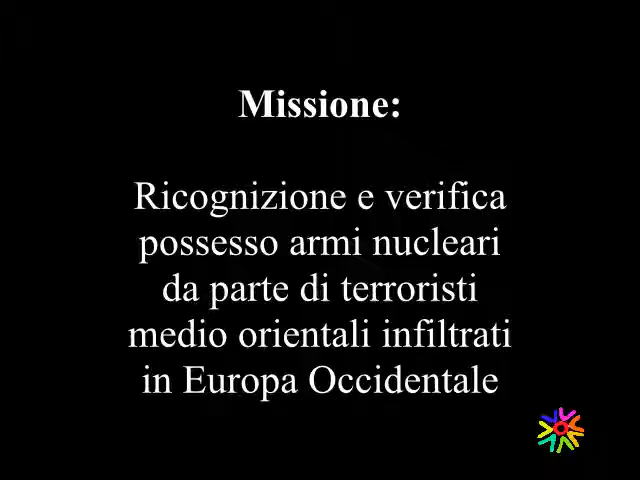 Missione:
Ricognizione e verifica
possesso armi nucleari
da parte di terroristi
medio orientali infiltrati
in Europa Occidentale